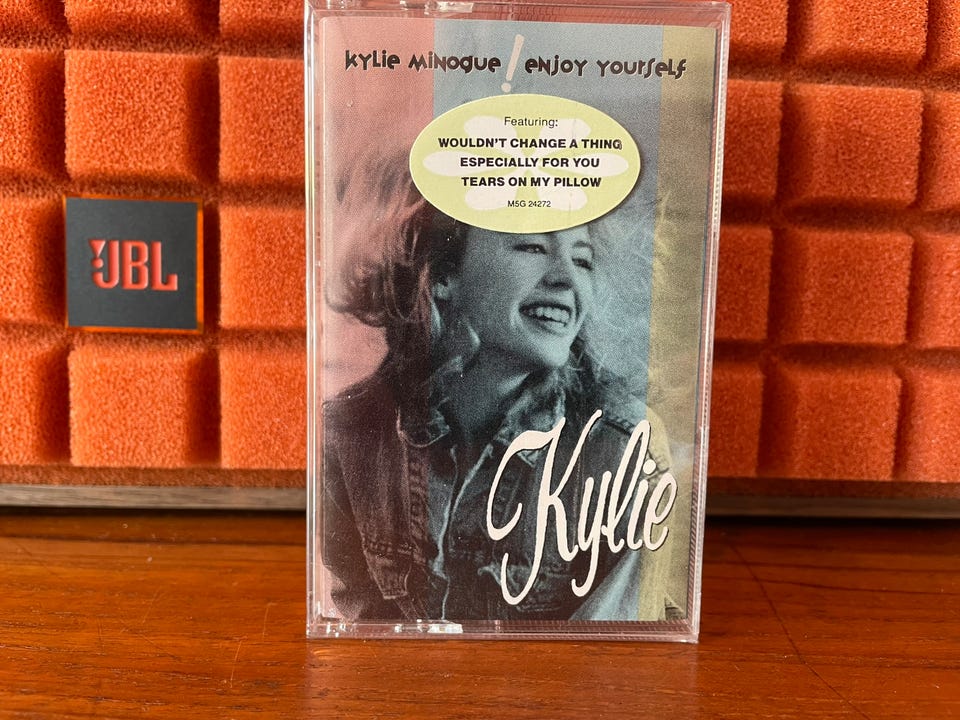 kylie minogue ! enjoy yourself
Featuring:
WOULDN'T CHANGE A THING
ESPECIALLY FOR YOU
TEARS ON MY PILLOW
M5G 24272
JBL
Kylie